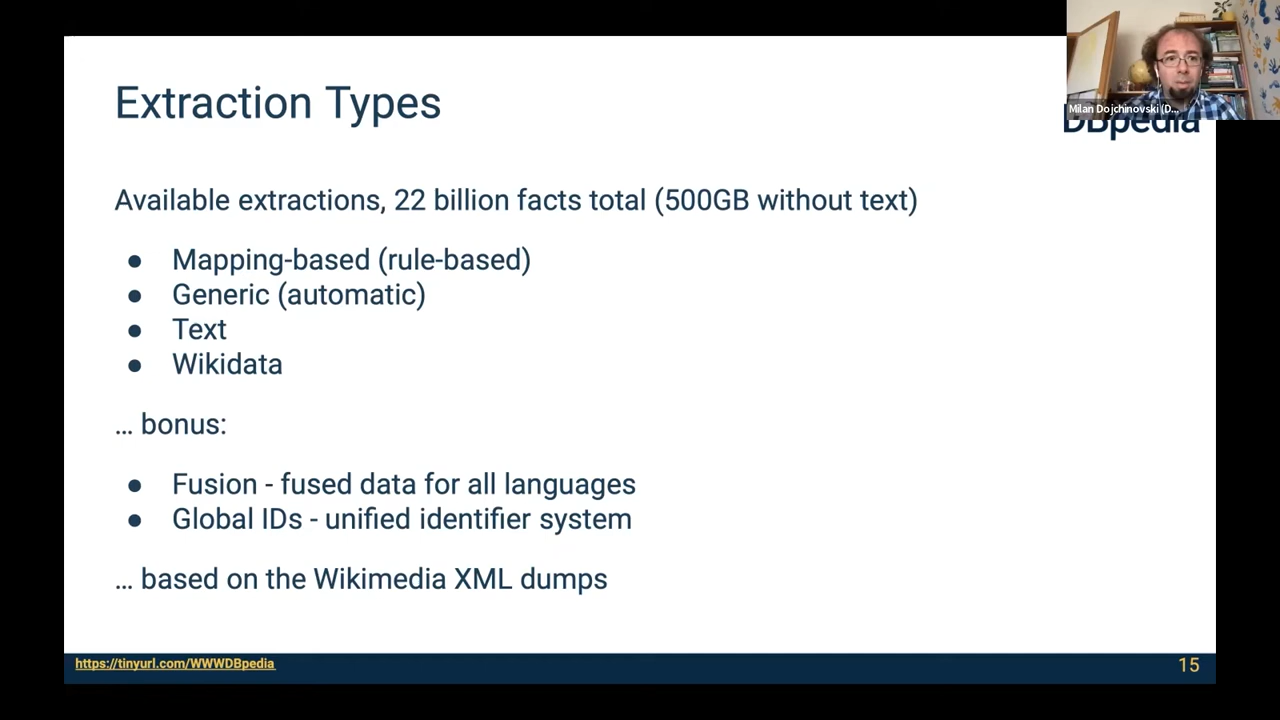 Extraction Types
Milan Dojchinovski (D...
DBpedia
Available extractions, 22 billion facts total (500GB without text)
● Mapping-based (rule-based)
● Generic (automatic)
● Text
● Wikidata
… bonus:
● Fusion - fused data for all languages
● Global IDs - unified identifier system
… based on the Wikimedia XML dumps
https://tinyurl.com/WWWDBpedia
15